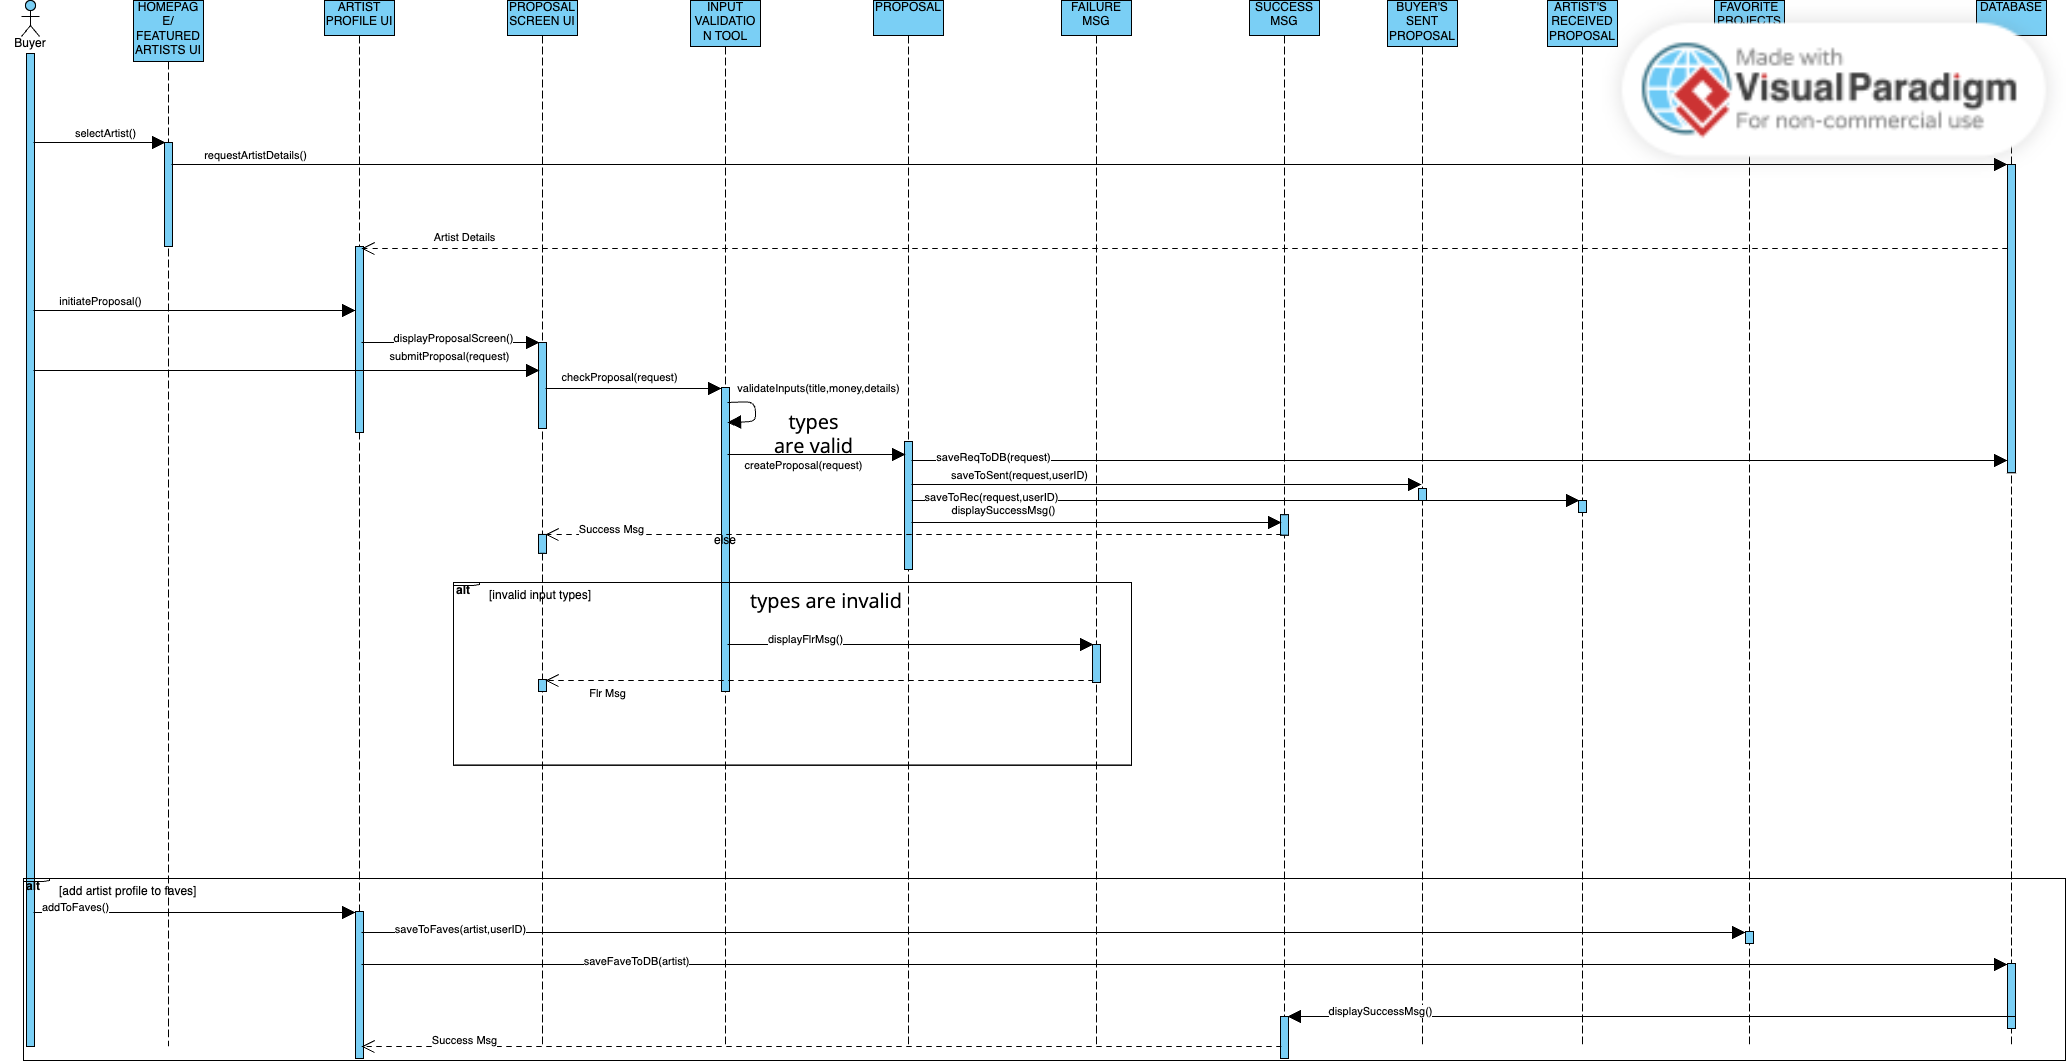 Buyer
HOMEPAG
E/
FEATURED
ARTISTS UI
ARTIST
PROFILE UI
PROPOSAL
SCREEN UI
INPUT
VALIDATIO
N TOOL
PROPOSAL
FAILURE
MSG
SUCCESS
MSG
BUYER'S
SENT
PROPOSAL
ARTIST'S
RECEIVED
PROPOSAL
FAVORITE
PROJECTS
DATABASE
Made with
Visual Paradigm
For non-commercial use
selectArtist()
requestArtistDetails()
Artist Details
initiateProposal()
displayProposalScreen()
submitProposal(request)
checkProposal(request)
validateInputs(title,money,details)
types
are valid
createProposal(request)
saveReqToDB(request)
saveToSent(request,userID)
saveToRec(request,userID)
displaySuccessMsg()
Success Msg
else
alt
[invalid input types]
types are invalid
displayFlrMsg()
Flr Msg
alt
[add artist profile to faves]
addToFaves()
saveToFaves(artist,userID)
saveFaveToDB(artist)
displaySuccessMsg()
Success Msg